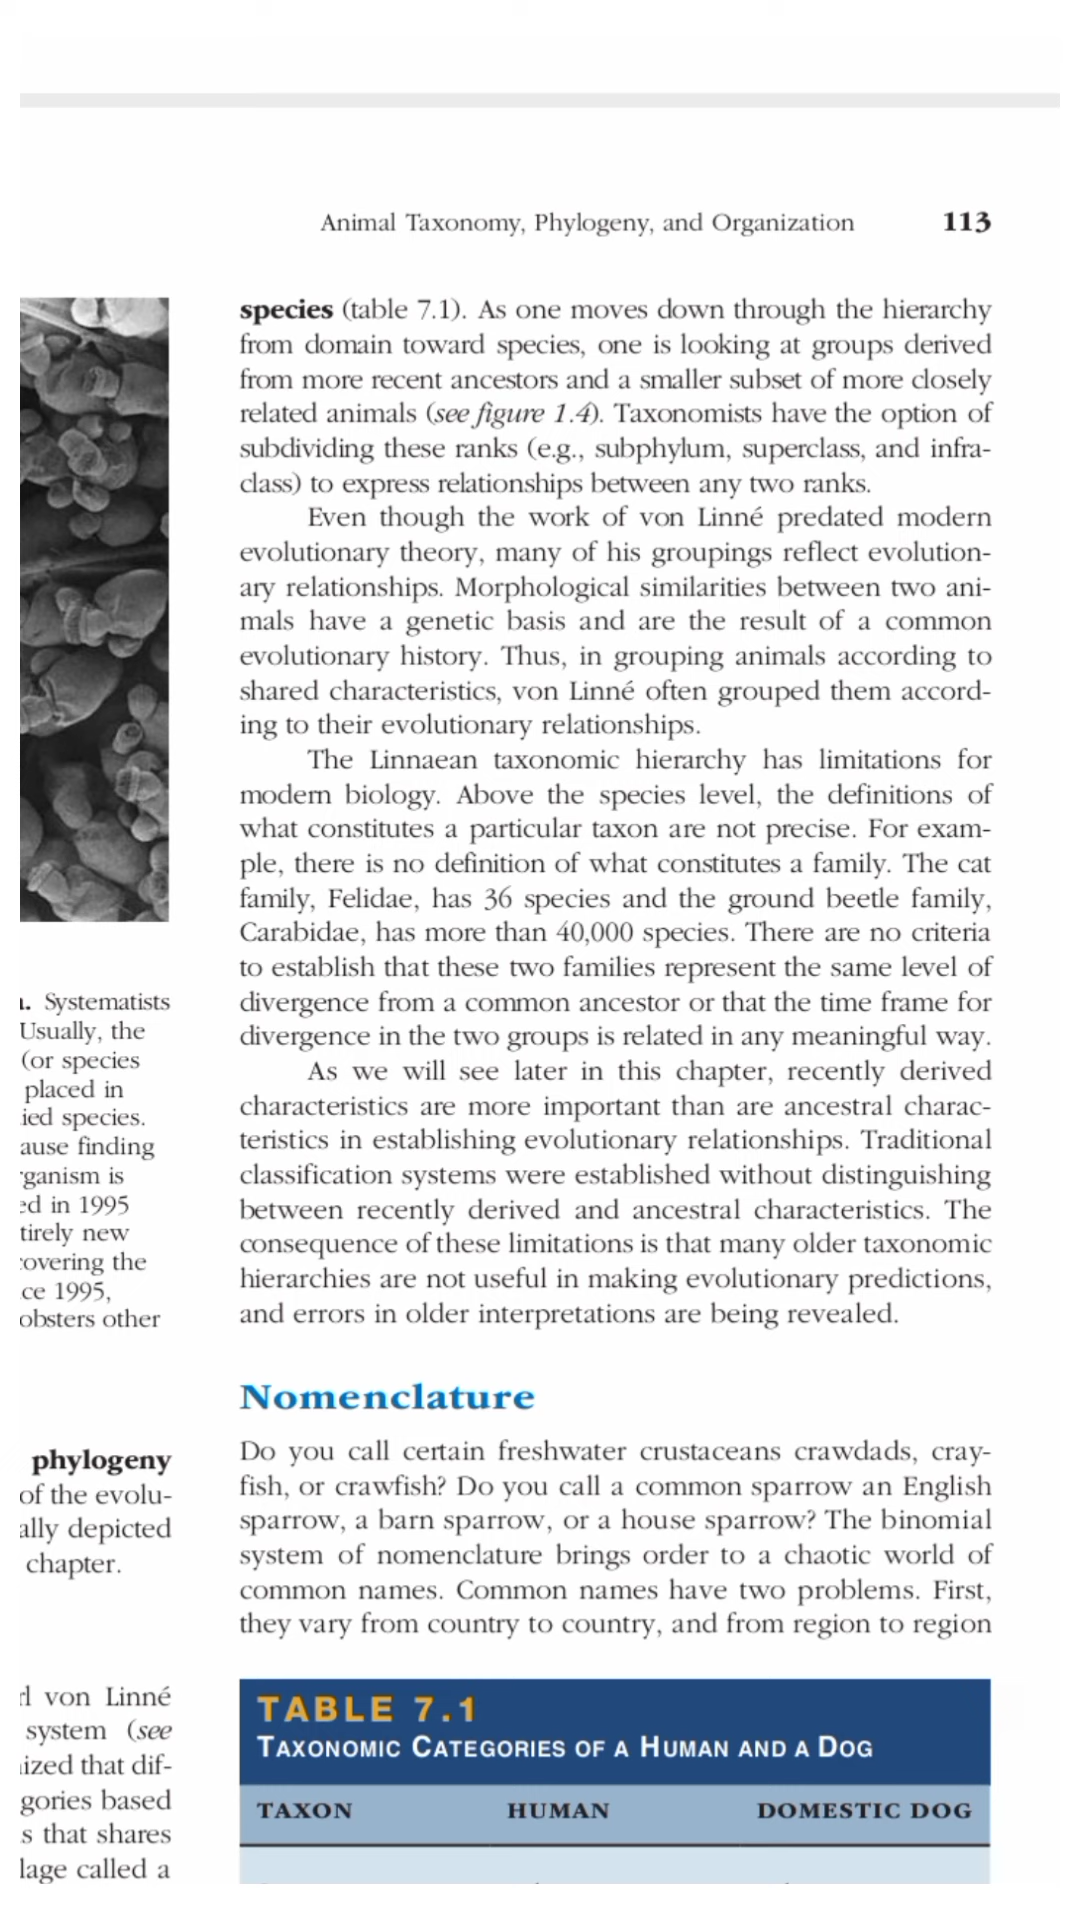 Animal Taxonomy, Phylogeny, and Organization 113
species (table 7.1). As one moves down through the hierarchy
from domain toward species, one is looking at groups derived
from more recent ancestors and a smaller subset of more closely
related animals (see figure 1.4). Taxonomists have the option of
subdividing these ranks (e.g., subphylum, superclass, and infra-
class) to express relationships between any two ranks.
Even though the work of von Linné predated modern
evolutionary theory, many of his groupings reflect evolution-
ary relationships. Morphological similarities between two ani-
mals have a genetic basis and are the result of a common
evolutionary history. Thus, in grouping animals according to
shared characteristics, von Linné often grouped them accord-
ing to their evolutionary relationships.
The Linnaean taxonomic hierarchy has limitations for
modern biology. Above the species level, the definitions of
what constitutes a particular taxon are not precise. For exam-
ple, there is no definition of what constitutes a family. The cat
family, Felidae, has 36 species and the ground beetle family,
Carabidae, has more than 40,000 species. There are no criteria
to establish that these two families represent the same level of
divergence from a common ancestor or that the time frame for
divergence in the two groups is related in any meaningful way.
As we will see later in this chapter, recently derived
characteristics are more important than are ancestral charac-
teristics in establishing evolutionary relationships. Traditional
classification systems were established without distinguishing
between recently derived and ancestral characteristics. The
consequence of these limitations is that many older taxonomic
hierarchies are not useful in making evolutionary predictions,
and errors in older interpretations are being revealed.
Nomenclature
Do you call certain freshwater crustaceans crawdads, cray-
fish, or crawfish? Do you call a common sparrow an English
sparrow, a barn sparrow, or a house sparrow? The binomial
system of nomenclature brings order to a chaotic world of
common names. Common names have two problems. First,
they vary from country to country, and from region to region
TABLE 7.1
TAXONOMIC CATEGORIES OF A HUMAN AND A DOG
TAXON HUMAN DOMESTIC DOG
. Systematists
Usually, the
(or species
placed in
ied species.
ause finding
ganism is
ed in 1995
tirely new
covering the
ce 1995,
obsters other
phylogeny
of the evolu-
ally depicted
chapter.
rl von Linné
system (see
ized that dif-
gories based
s that shares
lage called a